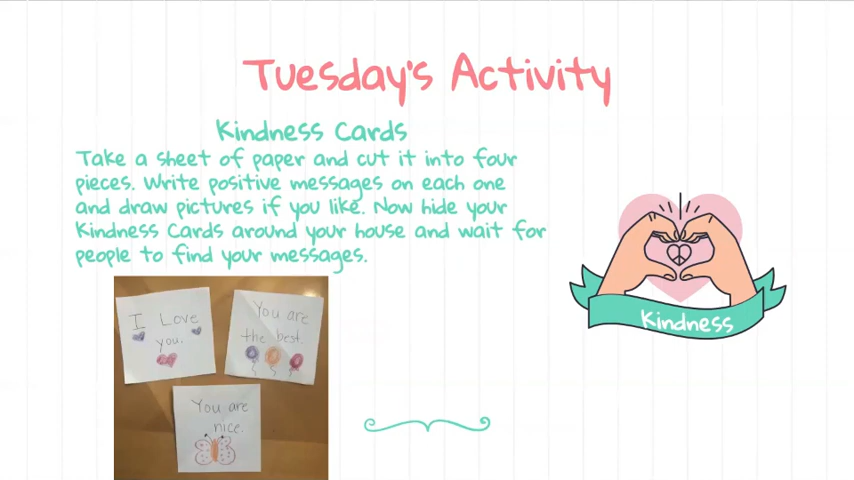 Tuesday's Activity
Kindness Cards
Take a sheet of paper and cut it into four
pieces. Write positive messages on each one
and draw pictures if you like. Now hide your
Kindness Cards around your house and wait for
people to find your messages.
I Love
you.
You are
the best.
You are
nice.
Kindness